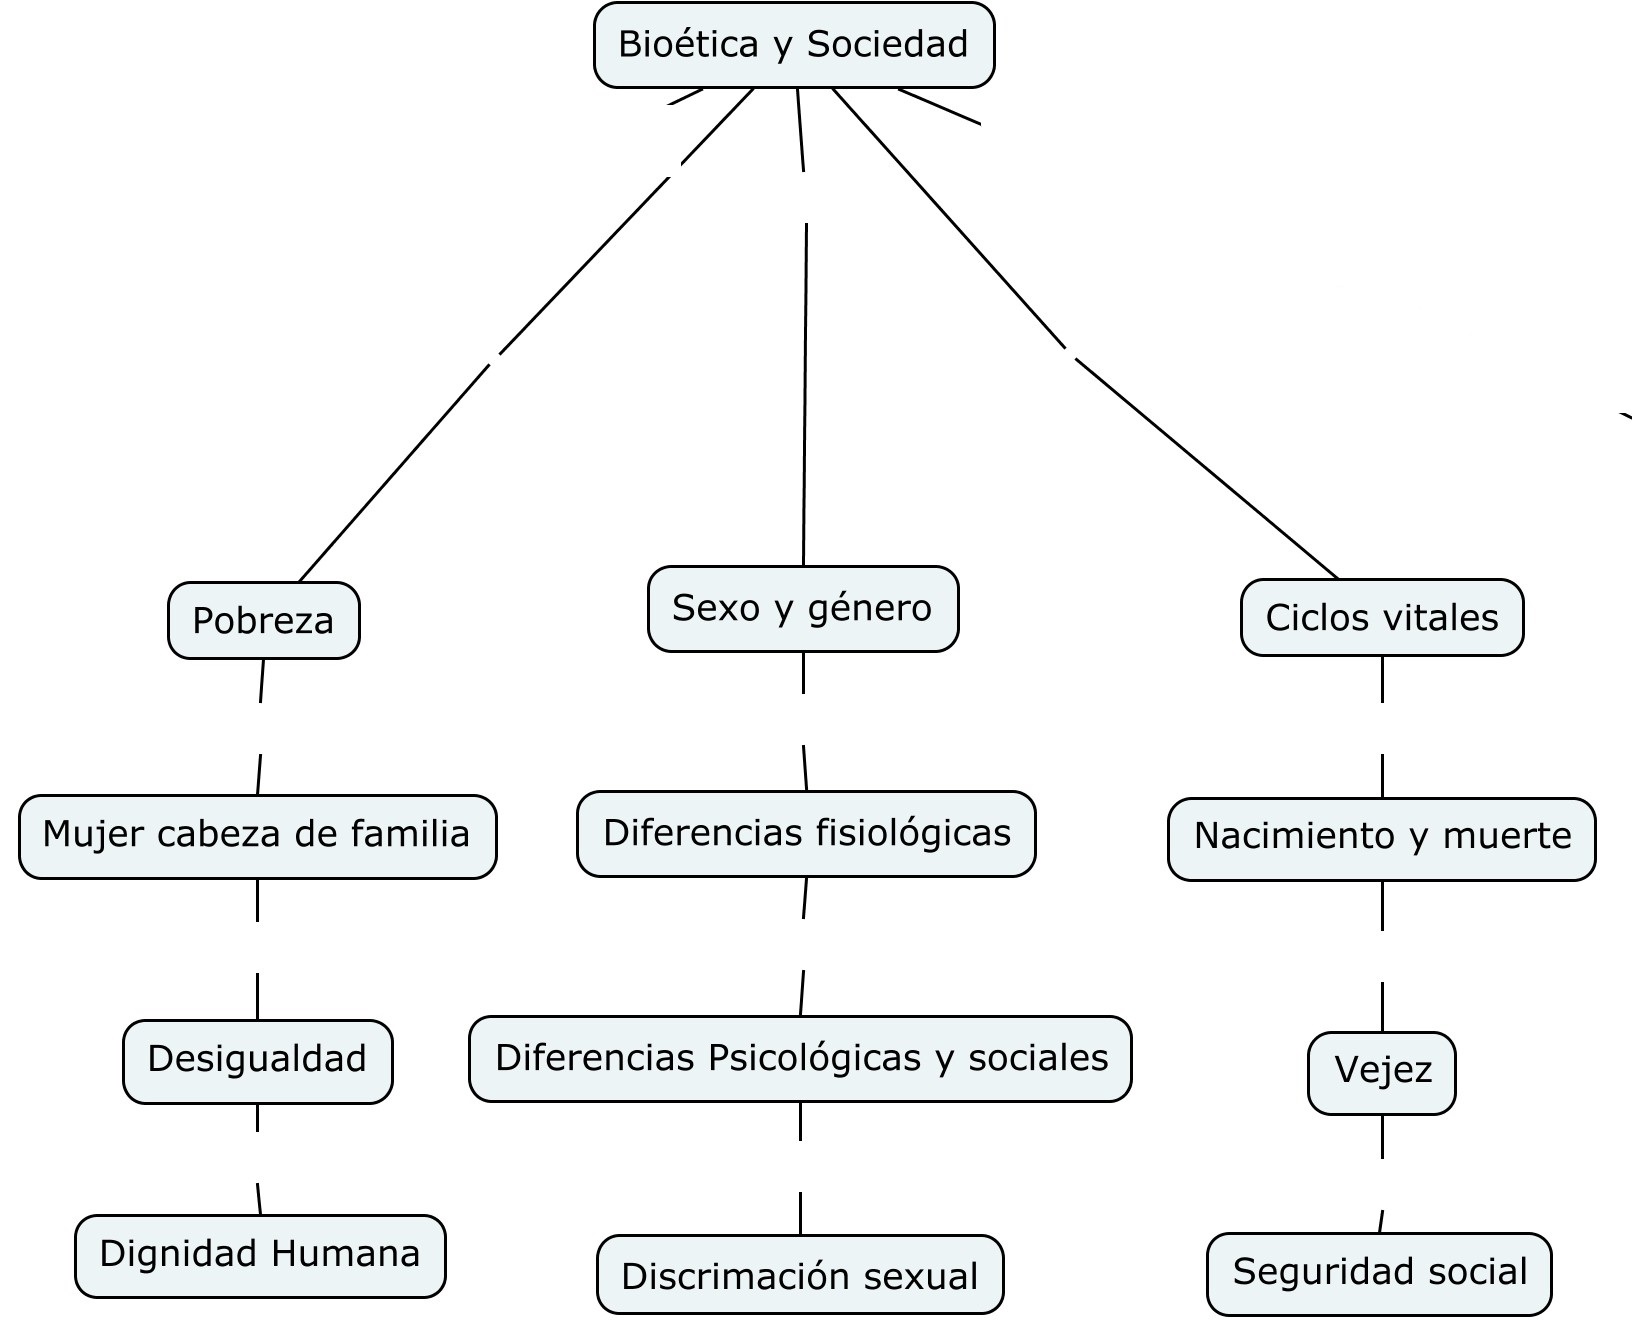 Bioética y Sociedad
Pobreza
Sexo y género
Ciclos vitales
Mujer cabeza de familia
Diferencias fisiológicas
Nacimiento y muerte
Desigualdad
Diferencias Psicológicas y sociales
Vejez
Dignidad Humana
Discrimación sexual
Seguridad social